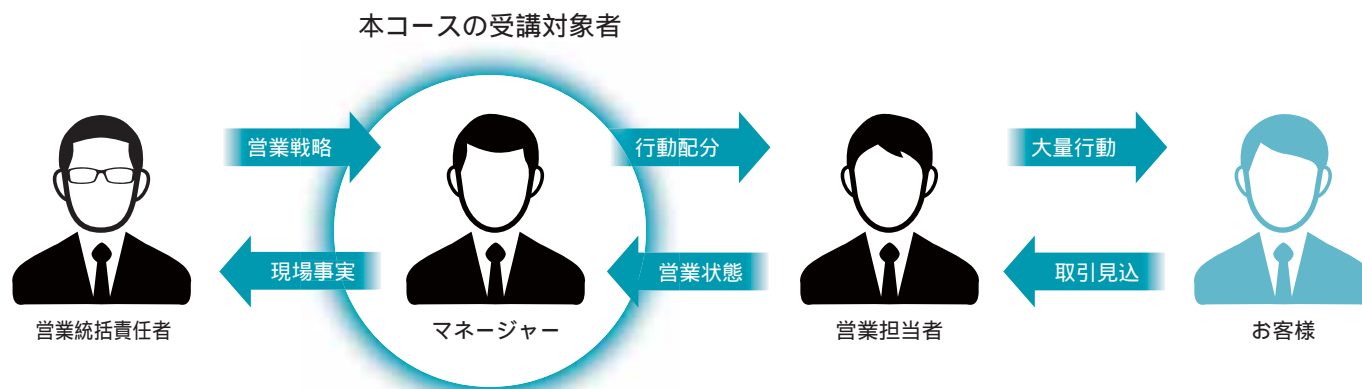 本コースの受講対象者
営業戦略
行動配分
大量行動
現場事実
営業状態
取引見込
営業統括責任者
マネージャー
営業担当者
お客様